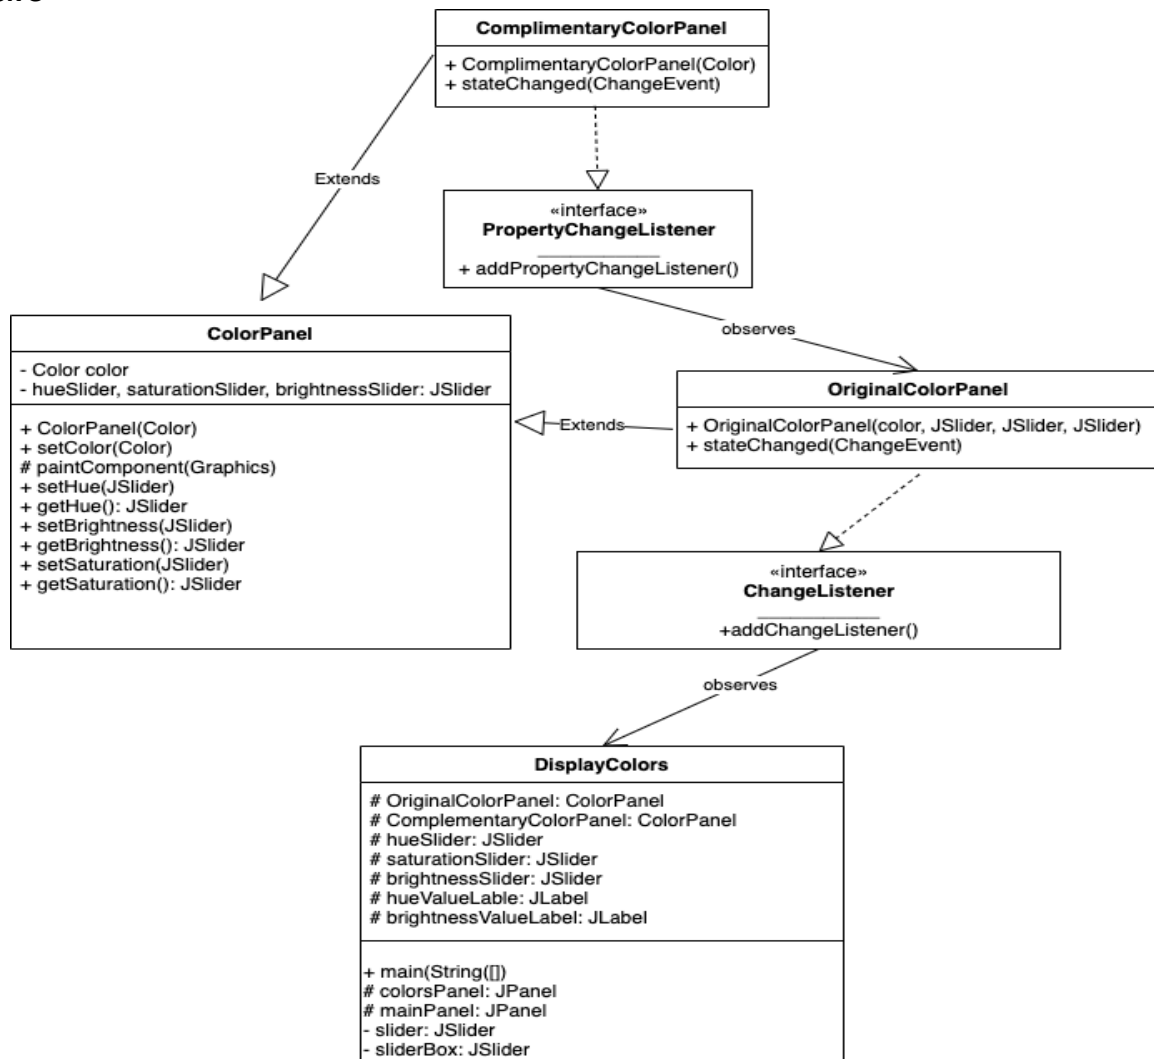 ComplimentaryColorPanel
+ ComplimentaryColorPanel(Color)
+ stateChanged(ChangeEvent)
Extends
«interface»
PropertyChangeListener
+ addPropertyChangeListener()
observes
ColorPanel
- Color color
- hueSlider, saturationSlider, brightnessSlider: JSlider
+ ColorPanel(Color)
+ setColor(Color)
# paintComponent(Graphics)
+ setHue(JSlider)
+ getHue(): JSlider
+ setBrightness(JSlider)
+ getBrightness(): JSlider
+ setSaturation(JSlider)
+ getSaturation(): JSlider
Extends
OriginalColorPanel
+ OriginalColorPanel(color, JSlider, JSlider, JSlider)
+ stateChanged(ChangeEvent)
«interface»
ChangeListener
+addChangeListener()
observes
DisplayColors
# OriginalColorPanel: ColorPanel
# ComplementaryColorPanel: ColorPanel
# hueSlider: JSlider
# saturationSlider: JSlider
# brightnessSlider: JSlider
# hueValueLable: JLabel
# brightnessValueLabel: JLabel
+ main(String([])
# colorsPanel: JPanel
# mainPanel: JPanel
- slider: JSlider
- sliderBox: JSlider